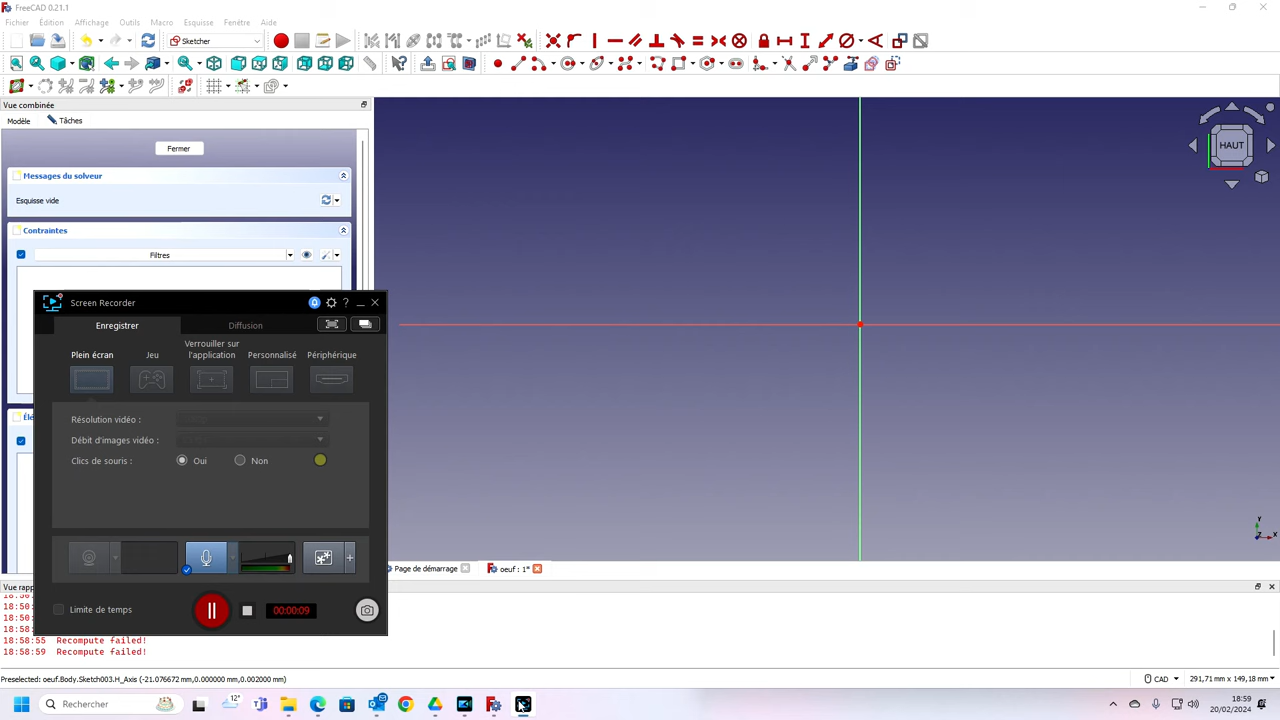 FreeCAD 0.21.1
Fichier Édition Affichage Outils Macro Esquisse Fenêtre Aide
Sketcher
Vue combinée
Modèle Tâches
HAUT
Fermer
Messages du solveur
Esquisse vide
Contraintes
Filtres
Screen Recorder
Enregistrer Diffusion
Plein écran
Jeu
Verrouiller sur
l'application
Personnalisé
Périphérique
Résolution vidéo :
Débit d'images vidéo :
Clics de souris : Oui Non
Limite de temps
00:00:09
Y
X
Page de démarrage
oeuf : 1*
18:58:55 Recompute failed!
18:58:59 Recompute failed!
Preselected: oeuf.Body.Sketch003.H_Axis (-21.076672 mm,0.000000 mm,0.000000 mm)
CAD
291,71 mm x 149,18 mm
Rechercher
12°
18:59
20/02/2024